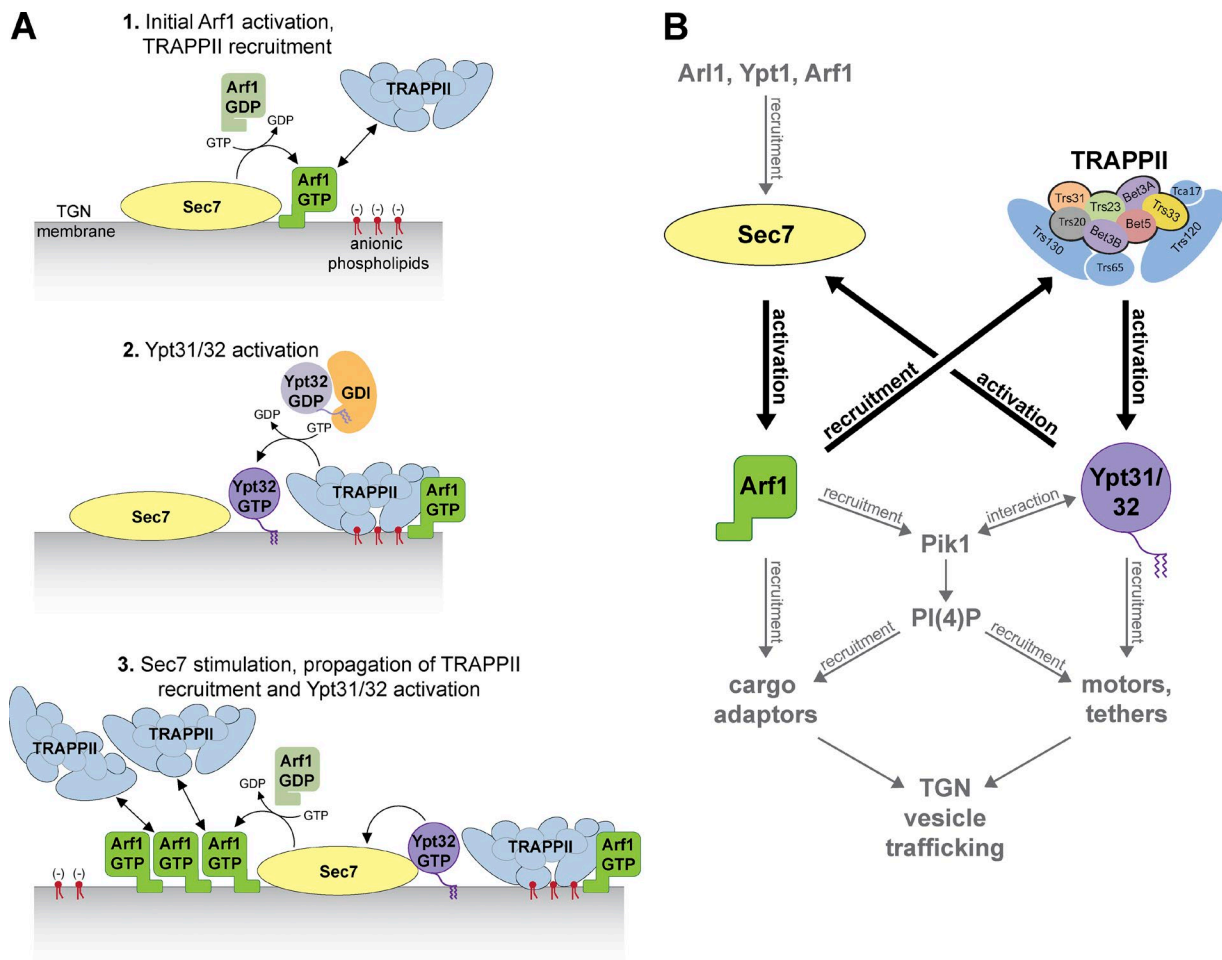 A
1. Initial Arf1 activation,
TRAPPII recruitment
Arf1
GDP
TRAPPII
GDP
GTP
Arf1
GTP
Sec7
TGN
membrane
(-) (-) (-)
anionic
phospholipids
2. Ypt31/32 activation
Ypt32
GDP
GDI
GDP
GTP
Ypt32
GTP
TRAPPII
Arf1
GTP
Sec7
3. Sec7 stimulation, propagation of TRAPPII
recruitment and Ypt31/32 activation
TRAPPII
TRAPPII
Arf1
GDP
GDP
GTP
Arf1
GTP
Arf1
GTP
Arf1
GTP
Sec7
Ypt32
GTP
TRAPPII
Arf1
GTP
(-) (-)
B
Arl1, Ypt1, Arf1
recruitment
Sec7
TRAPPII
Trs31
Trs23
Bet3A
Tca17
Trs33
Trs20
Bet3B
Bet5
Trs130
Trs65
Trs120
activation
recruitment
activation
activation
Arf1
Ypt31/
32
recruitment
interaction
Pik1
recruitment
PI(4)P
recruitment
recruitment
recruitment
cargo
adaptors
motors,
tethers
TGN
vesicle
trafficking